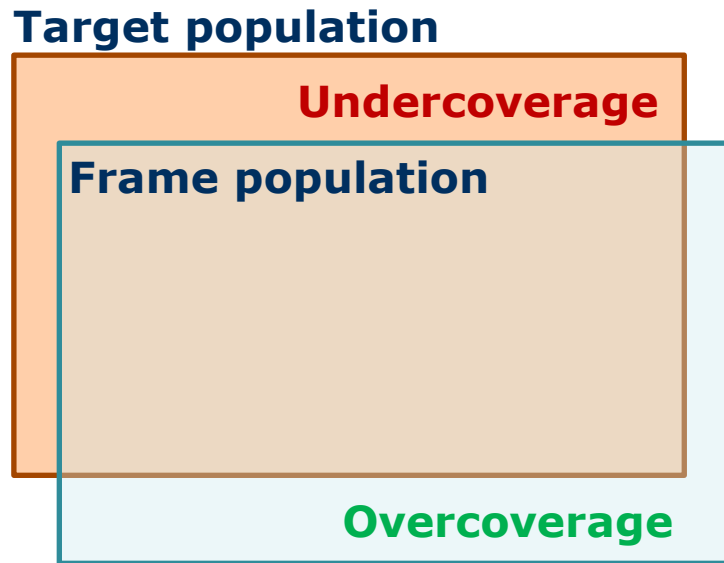 Target population
Undercoverage
Frame population
Overcoverage